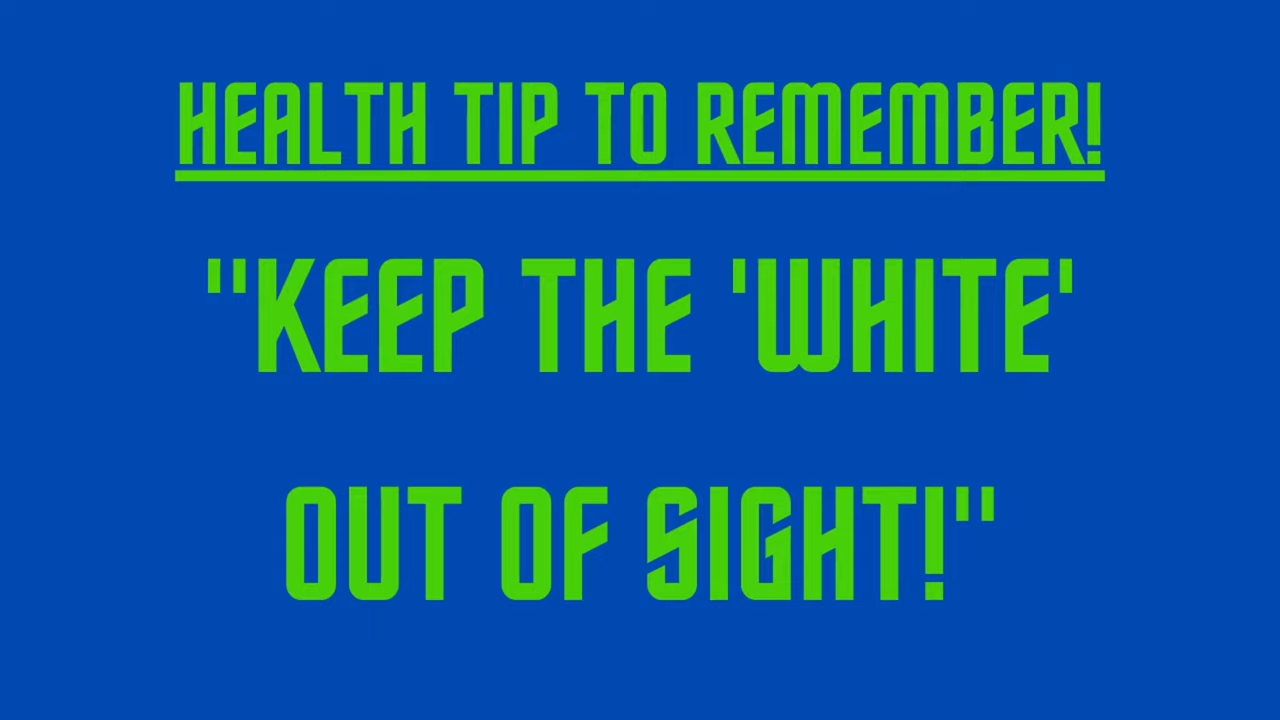 HEALTH TIP TO REMEMBER!
"KEEP THE 'WHITE'
OUT OF SIGHT!"